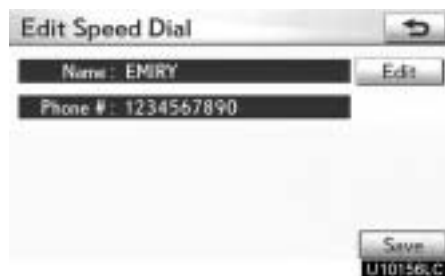 Edit Speed Dial
Name: EMIRY Edit
Phone #: 1234567890
Save
U10156LC